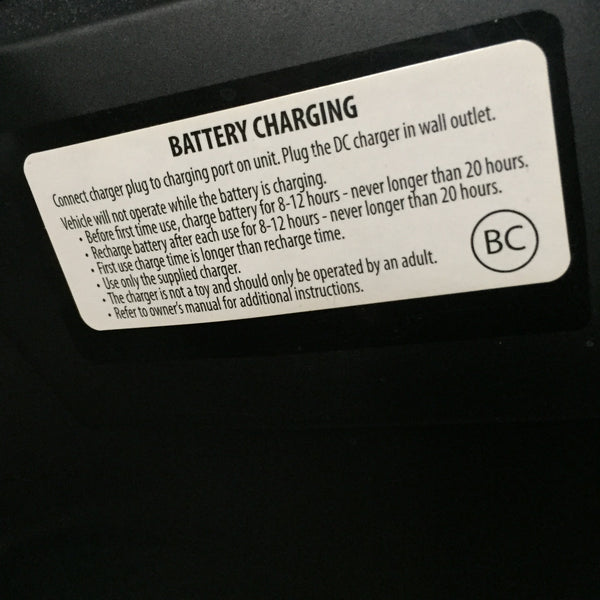 BATTERY CHARGING
Connect charger plug to charging port on unit. Plug the DC charger in wall outlet.
Vehicle will not operate while the battery is charging.
• Before first time use, charge battery for 8-12 hours - never longer than 20 hours.
• Recharge battery after each use for 8-12 hours - never longer than 20 hours.
• First use charge time is longer than recharge time.
• Use only the supplied charger.
• The charger is not a toy and should only be operated by an adult.
• Refer to owner's manual for additional instructions.
BC